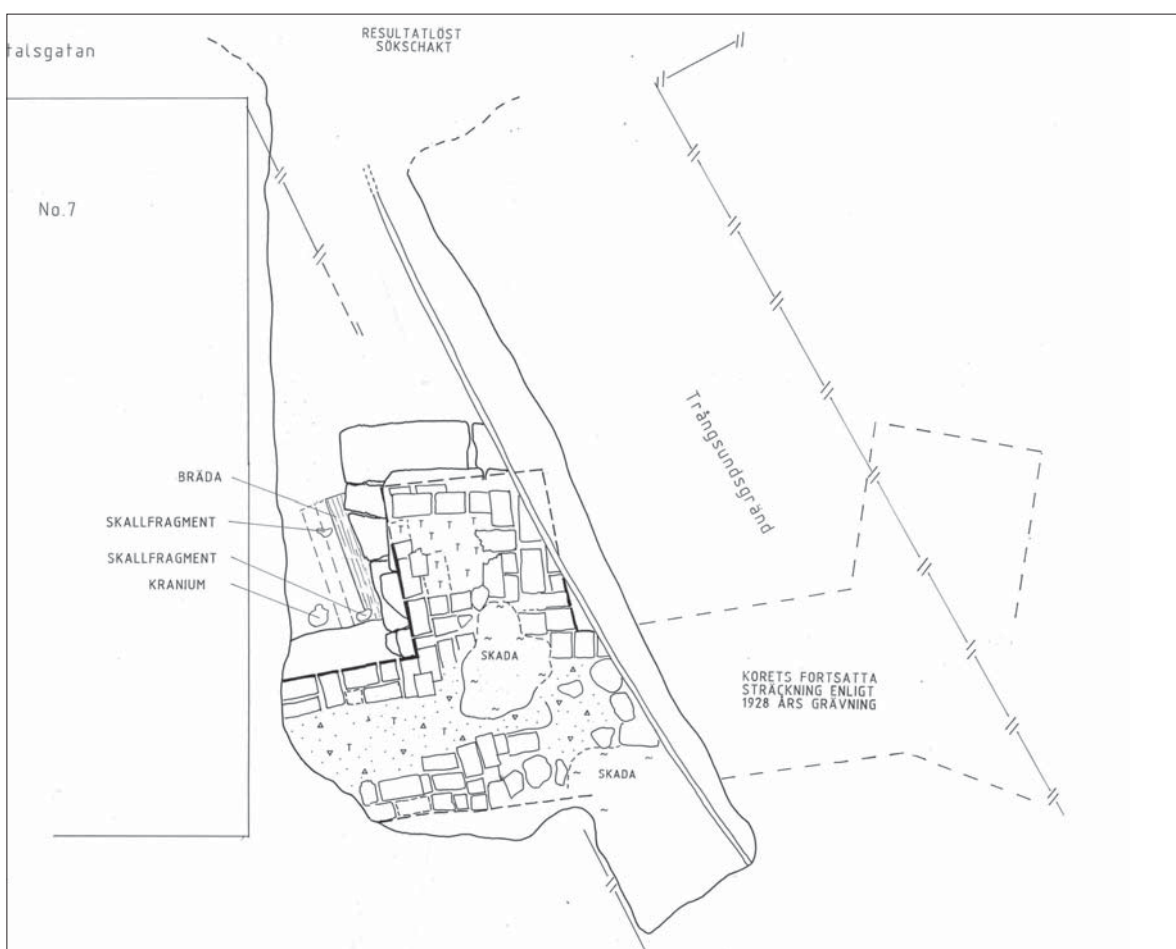 RESULTATLÖST
SÖKSCHAKT
talsgatan
No.7
BRÄDA
SKALLFRAGMENT
SKALLFRAGMENT
KRANIUM
Trångsundsgränd
SKADA
KORETS FORTSATTA
STRÄCKNING ENLIGT
1928 ÅRS GRÄVNING
SKADA